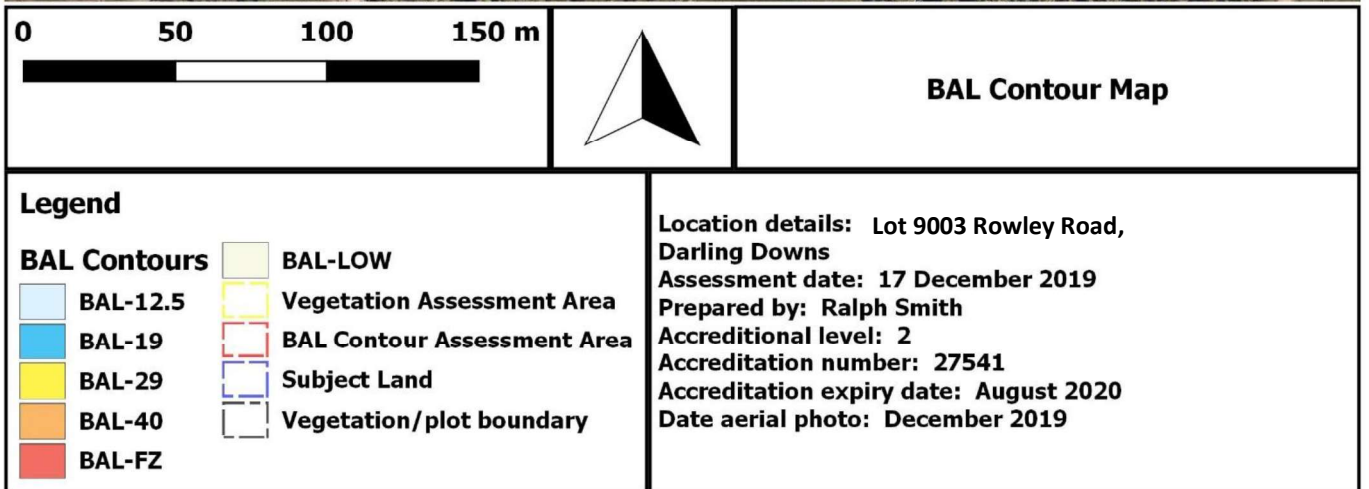 0 50 100 150 m
BAL Contour Map
Legend
BAL Contours
BAL-12.5
BAL-19
BAL-29
BAL-40
BAL-FZ
BAL-LOW
Vegetation Assessment Area
BAL Contour Assessment Area
Subject Land
Vegetation/plot boundary
Location details: Lot 9003 Rowley Road,
Darling Downs
Assessment date: 17 December 2019
Prepared by: Ralph Smith
Accreditional level: 2
Accreditation number: 27541
Accreditation expiry date: August 2020
Date aerial photo: December 2019